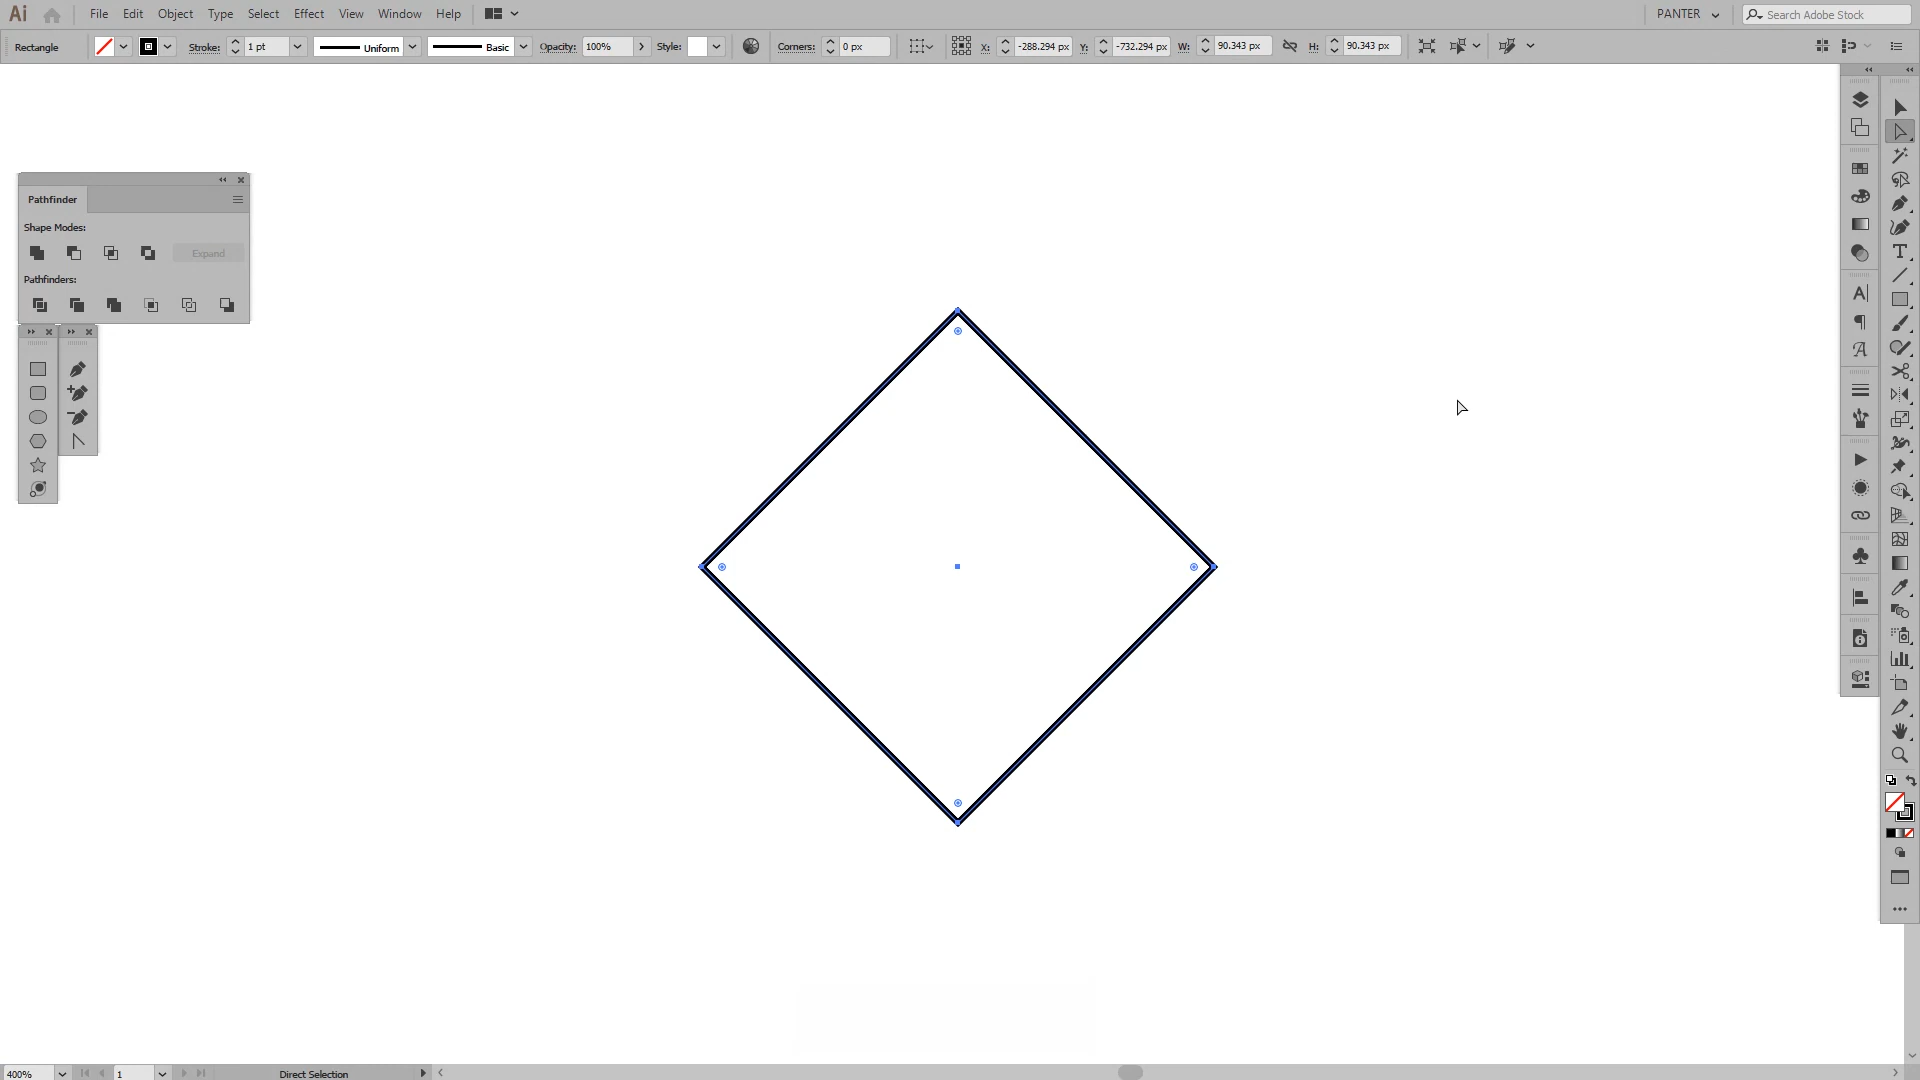 Ai File Edit Object Type Select Effect View Window Help PANTER Search Adobe Stock
Rectangle Stroke: 1 pt Uniform Basic Opacity: 100% Style: Corners: 0 px X: -288.294 px Y: -732.294 px W: 90.343 px H: 90.343 px
Pathfinder
Shape Modes:
Expand
Pathfinders:
400% 1 Direct Selection